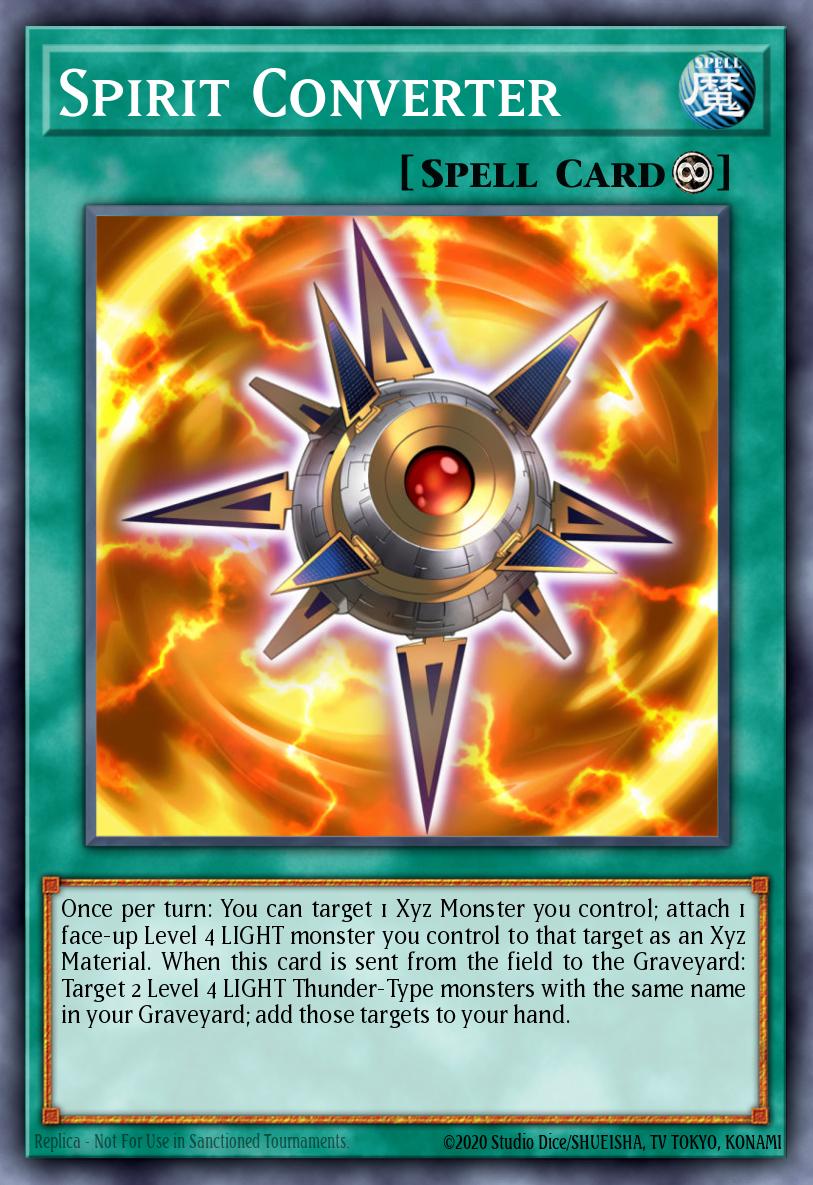 Spirit Converter
SPELL
魔
[Spell Card∞]
Once per turn: You can target 1 Xyz Monster you control; attach 1
face-up Level 4 LIGHT monster you control to that target as an Xyz
Material. When this card is sent from the field to the Graveyard:
Target 2 Level 4 LIGHT Thunder-Type monsters with the same name
in your Graveyard; add those targets to your hand.
Replica - Not For Use in Sanctioned Tournaments.
©2020 Studio Dice/SHUEISHA, TV TOKYO, KONAMI